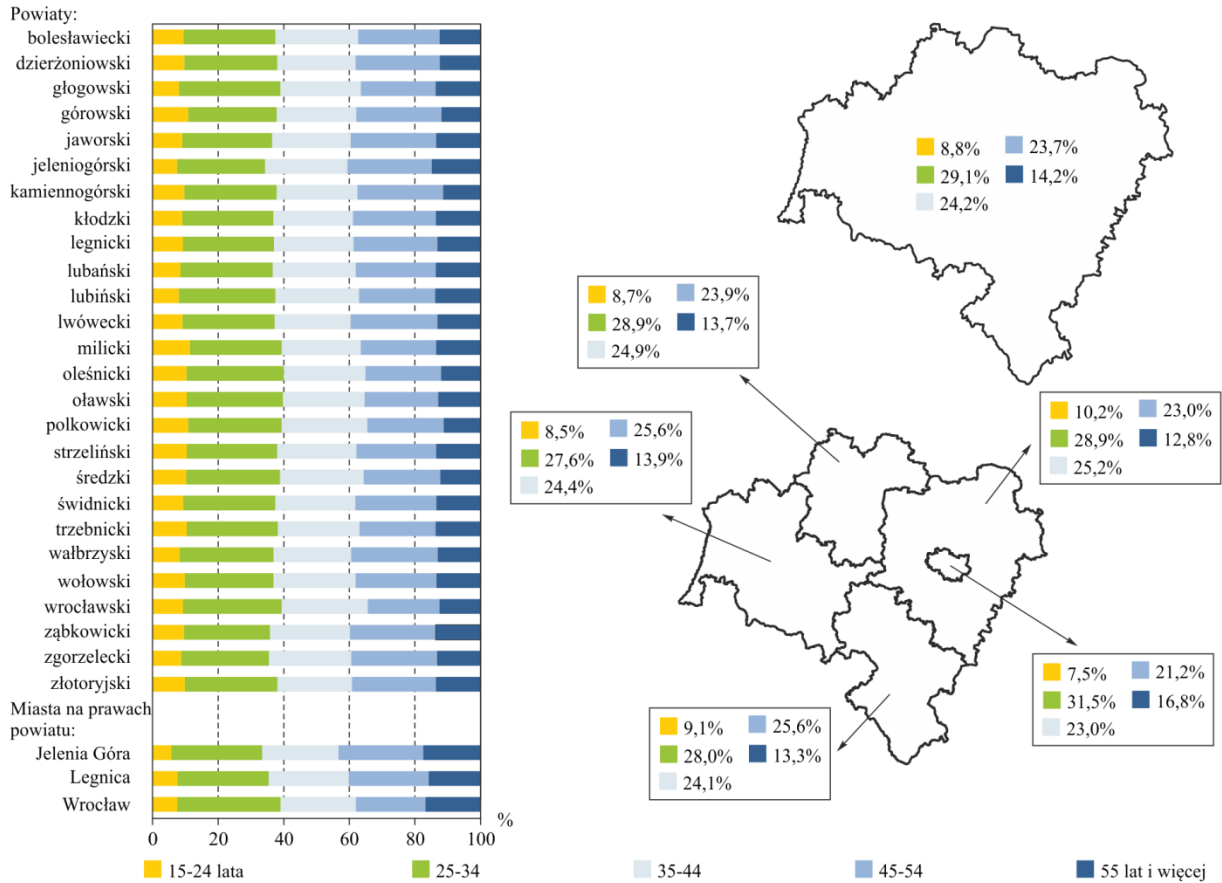 Powiaty:
bolesławiecki
dzierżoniowski
głogowski
górowski
jaworski
jeleniogórski
kamiennogórski
kłodzki
legnicki
lubański
lubiński
lwówecki
milicki
oleśnicki
oławski
polkowicki
strzeliński
średzki
świdnicki
trzebnicki
wałbrzyski
wołowski
wrocławski
ząbkowicki
zgorzelecki
złotoryjski
Miasta na prawach
powiatu:
Jelenia Góra
Legnica
Wrocław
0 20 40 60 80 100
%
8,8% 23,7%
29,1% 14,2%
24,2%
8,7% 23,9%
28,9% 13,7%
24,9%
8,5% 25,6%
27,6% 13,9%
24,4%
10,2% 23,0%
28,9% 12,8%
25,2%
7,5% 21,2%
31,5% 16,8%
23,0%
9,1% 25,6%
28,0% 13,3%
24,1%
15-24 lata 25-34 35-44 45-54 55 lat i więcej